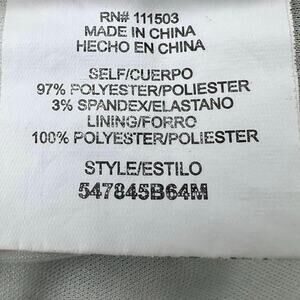 RN# 111503
MADE IN CHINA
HECHO EN CHINA
SELF/CUERPO
97% POLYESTER/POLIESTER
3% SPANDEX/ELASTANO
LINING/FORRO
100% POLYESTER/POLIESTER
STYLE/ESTILO
547845B64M